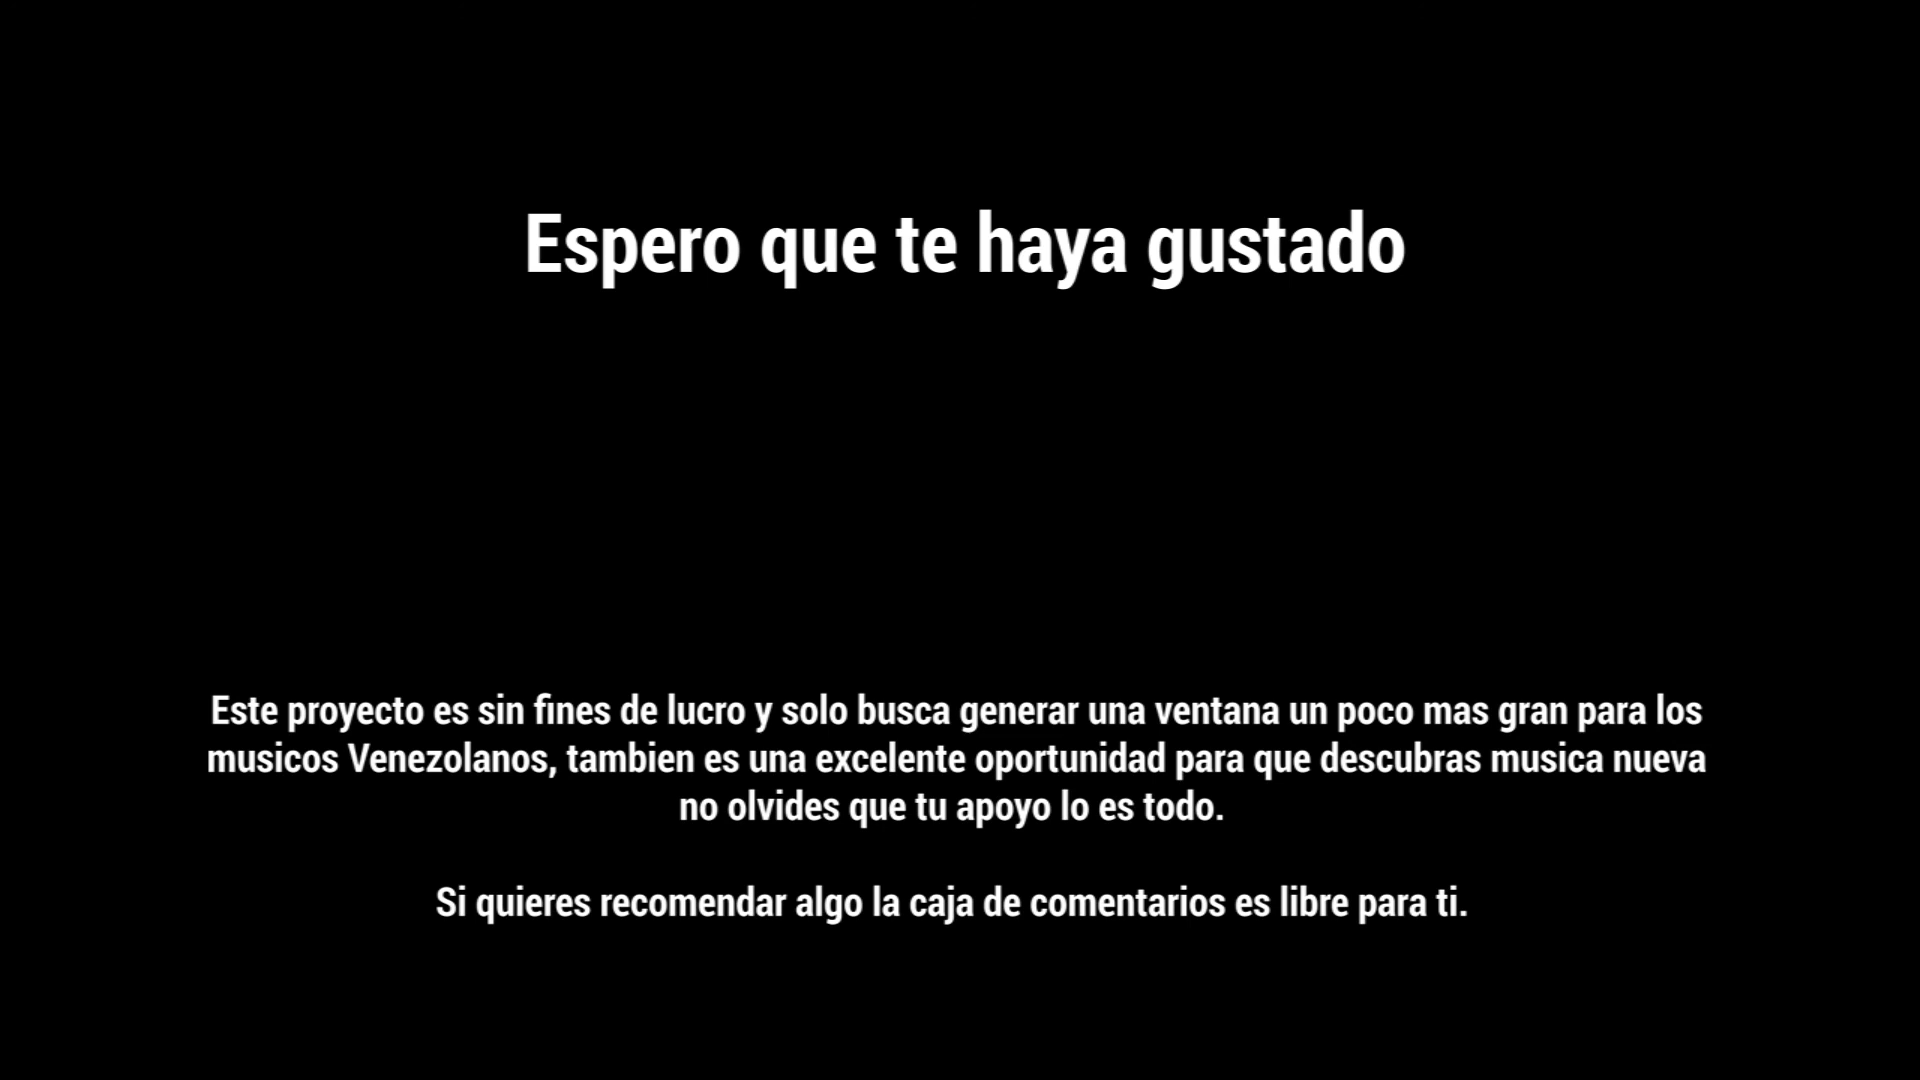 Espero que te haya gustado
Este proyecto es sin fines de lucro y solo busca generar una ventana un poco mas gran para los
musicos Venezolanos, tambien es una excelente oportunidad para que descubras musica nueva
no olvides que tu apoyo lo es todo.
Si quieres recomendar algo la caja de comentarios es libre para ti.